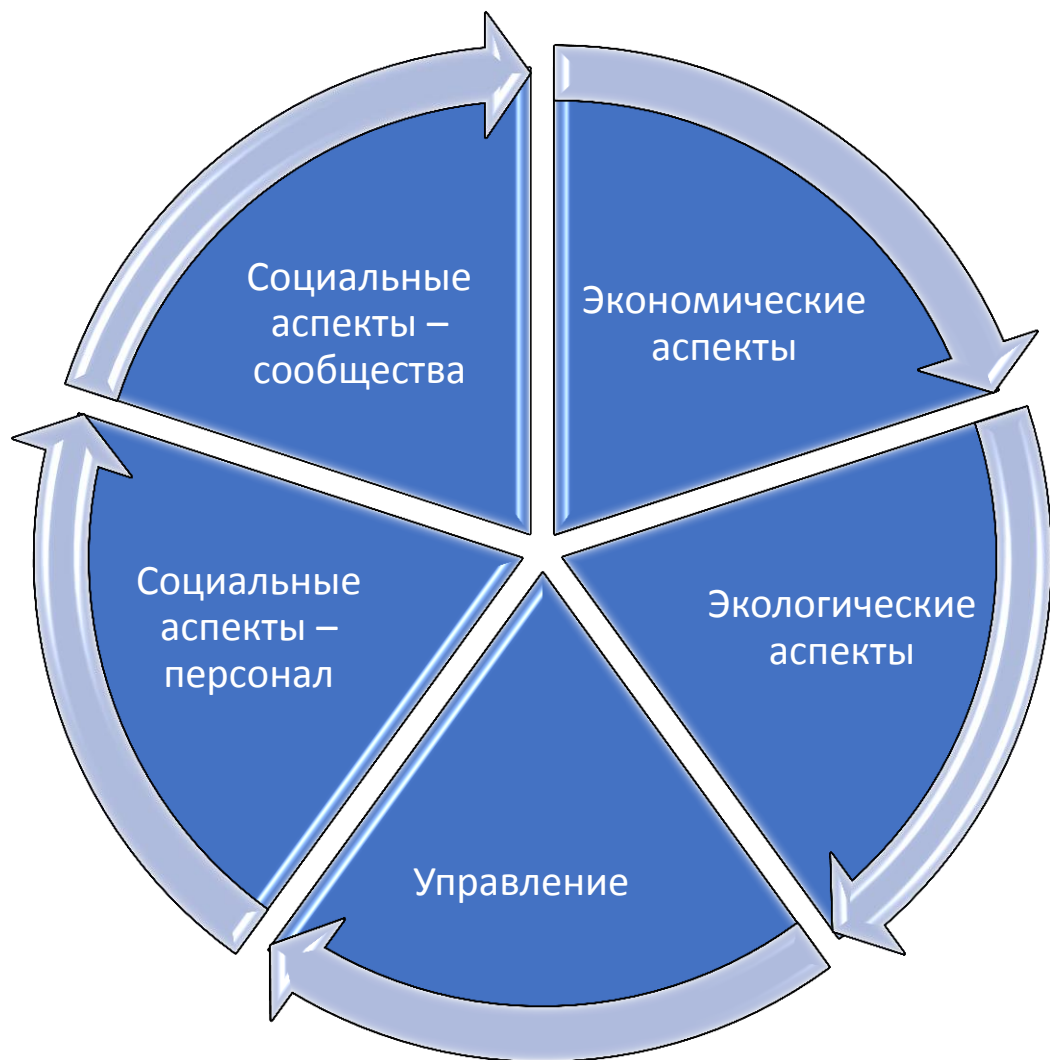 Экономические
аспекты
Экологические
аспекты
Управление
Социальные
аспекты –
персонал
Социальные
аспекты –
сообщества